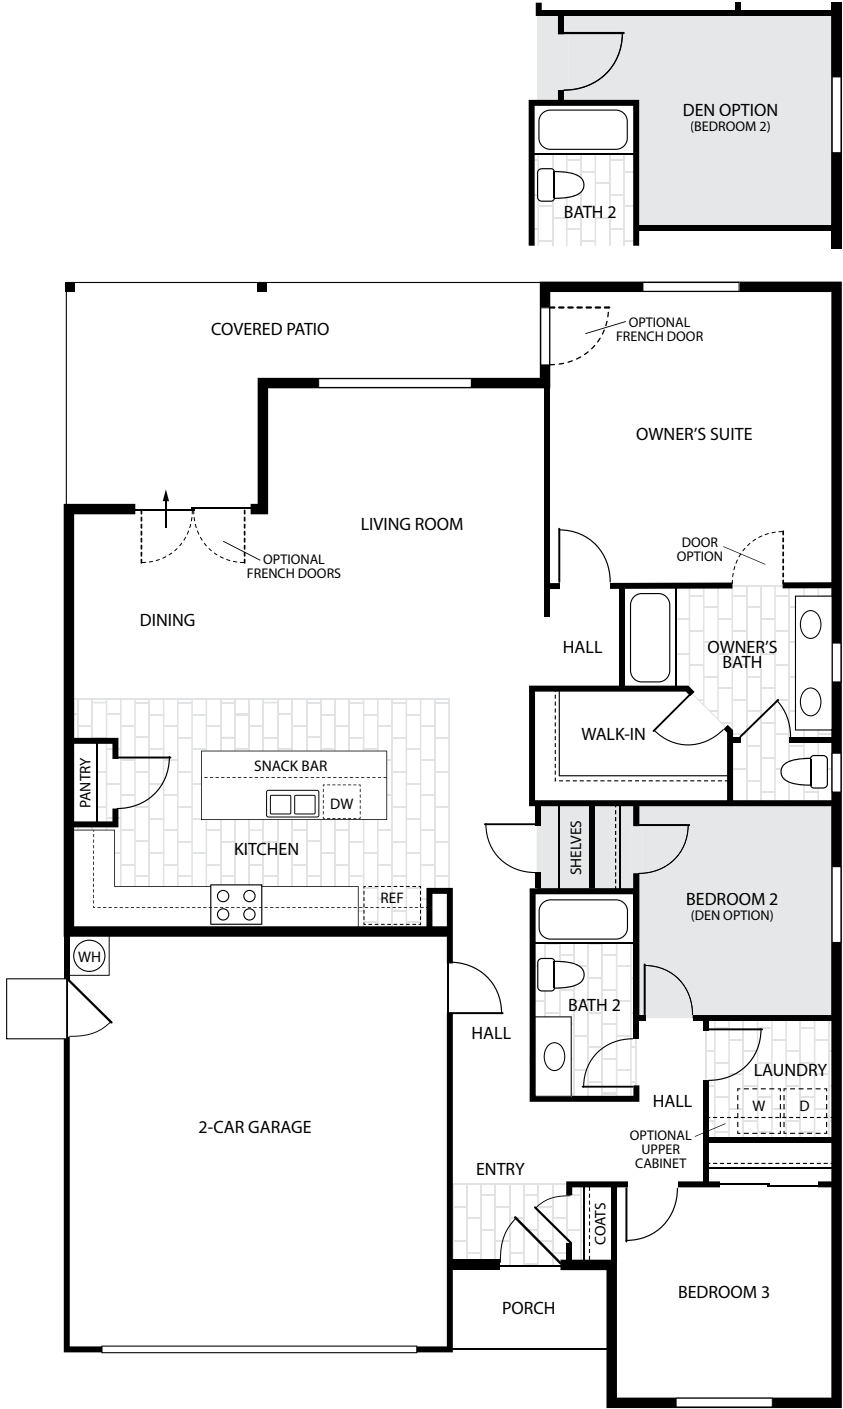 DEN OPTION
(BEDROOM 2)
BATH 2
COVERED PATIO
OPTIONAL
FRENCH DOOR
OWNER’S SUITE
LIVING ROOM
OPTIONAL
FRENCH DOORS
DOOR
OPTION
DINING
HALL
OWNER’S
BATH
WALK-IN
PANTRY
SNACK BAR
DW
KITCHEN
SHELVES
REF
BEDROOM 2
(DEN OPTION)
WH
BATH 2
HALL
LAUNDRY
W
D
HALL
2-CAR GARAGE
OPTIONAL
UPPER
CABINET
ENTRY
COATS
BEDROOM 3
PORCH